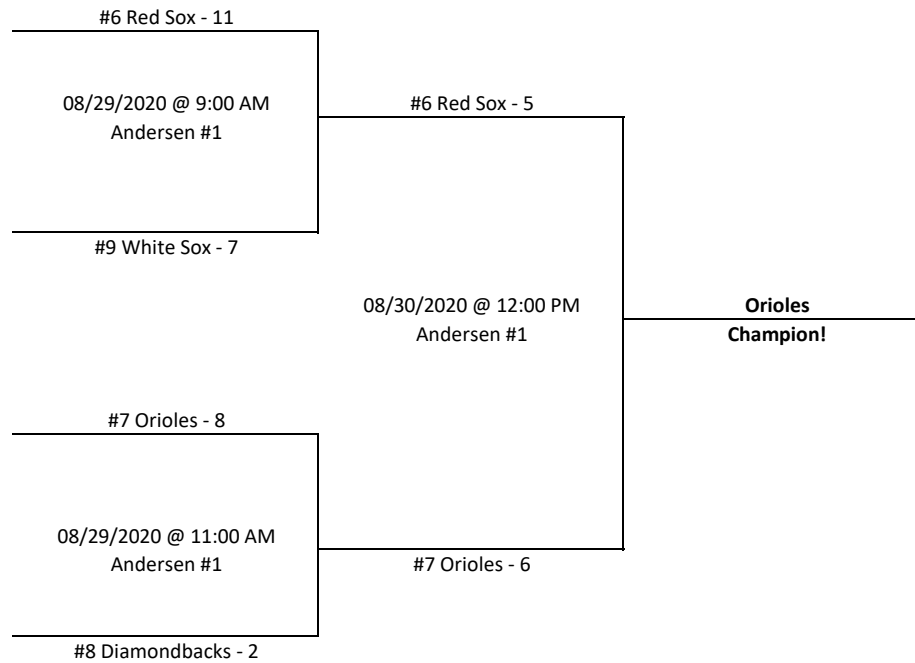 #6 Red Sox - 11
08/29/2020 @ 9:00 AM
Andersen #1
#6 Red Sox - 5
#9 White Sox - 7
08/30/2020 @ 12:00 PM
Andersen #1
Orioles
Champion!
#7 Orioles - 8
08/29/2020 @ 11:00 AM
Andersen #1
#7 Orioles - 6
#8 Diamondbacks - 2